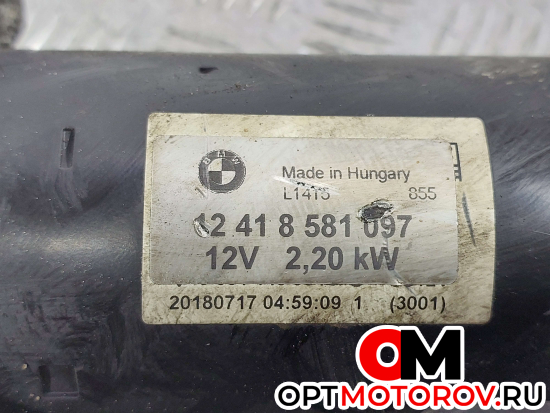 BMW
Made in Hungary
L1415 855
12 41 8 581 097
12V 2,20 kW
20180717 04:59:09 1 (3001)
OM
OPTMOTOROV.RU